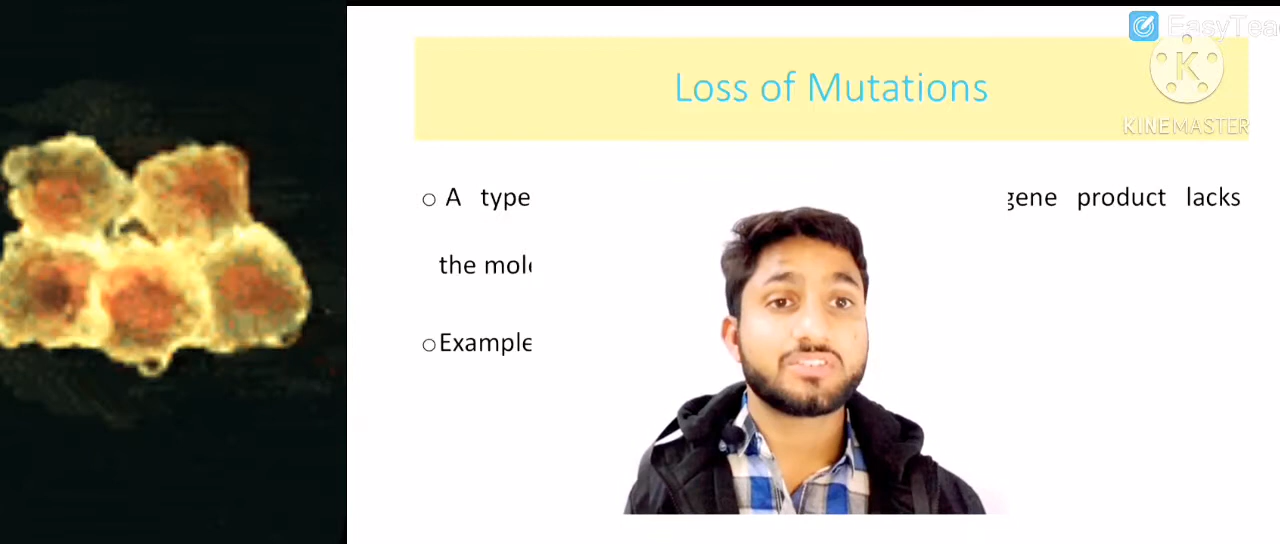 EasyTea
K
KINEMASTER
Loss of Mutations
○ A type gene product lacks
the mol
○ Example